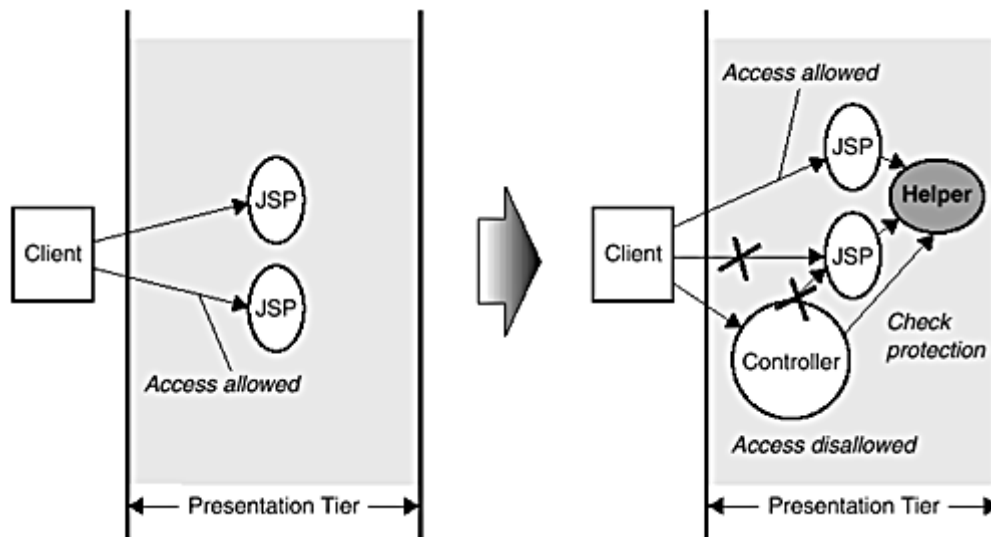 JSP
Client
JSP
Access allowed
Presentation Tier
Access allowed
JSP
Helper
Client
JSP
Check
protection
Controller
Access disallowed
Presentation Tier